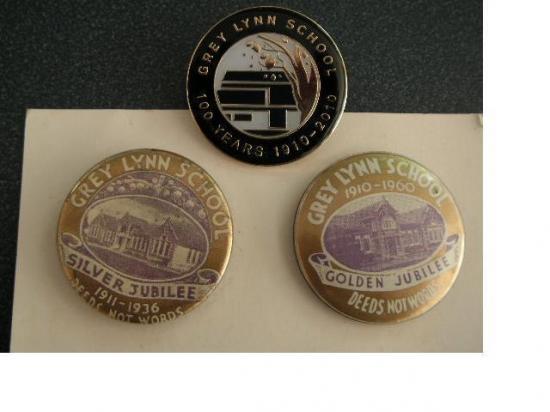 GREY LYNN SCHOOL
100 YEARS 1910-2010
GREY LYNN SCHOOL
SILVER JUBILEE
1911-1936
DEEDS NOT WORDS
GREY LYNN SCHOOL
1910-1960
GOLDEN JUBILEE
DEEDS NOT WORDS